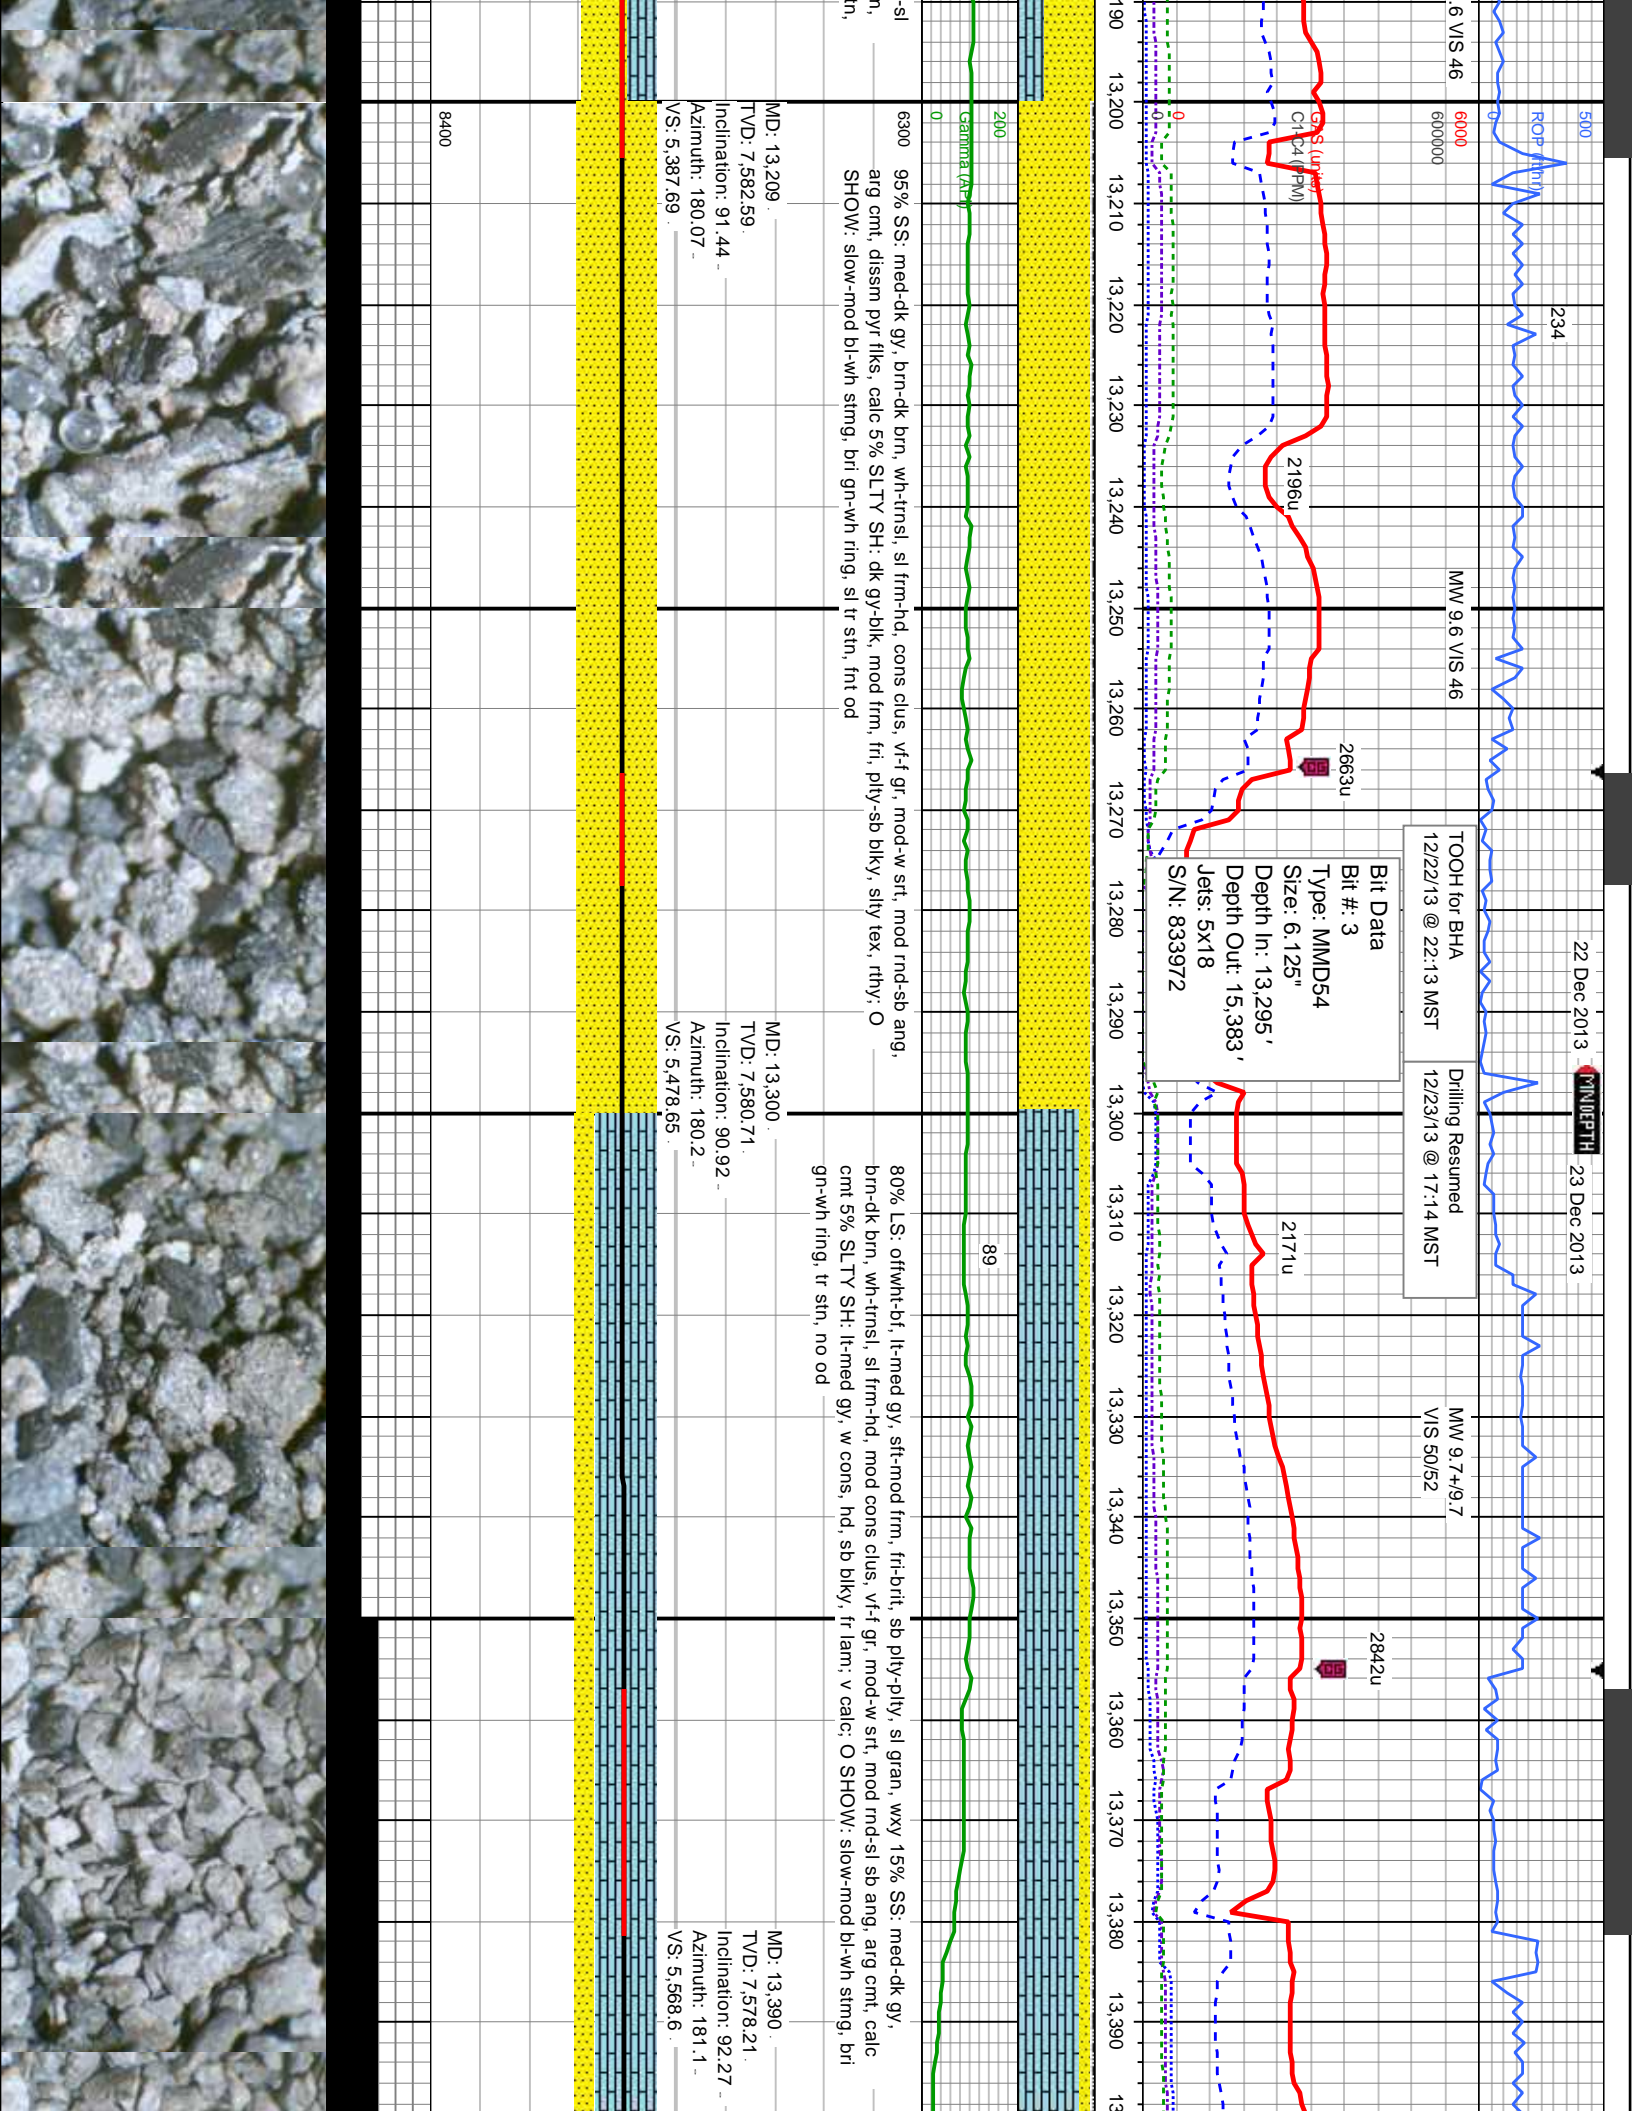 22 Dec 2013
MNDEPTH
23 Dec 2013
500
ROP (ft/hr)
0
234
.6 VIS 46
MW 9.6 VIS 46
TOOH for BHA
12/22/13 @ 22:13 MST
Drilling Resumed
12/23/13 @ 17:14 MST
MW 9.7+/9.7
VIS 50/52
6000
60000
GAS (units)
C1-C4 (PPM)
0
0
2196u
2663u
CG
2171u
2842u
CG
Bit Data
Bit #: 3
Type: MMD54
Size: 6.125"
Depth In: 13,295 '
Depth Out: 15,383 '
Jets: 5x18
S/N: 833972
190
13,200
13,210
13,220
13,230
13,240
13,250
13,260
13,270
13,280
13,290
13,300
13,310
13,320
13,330
13,340
13,350
13,360
13,370
13,380
13,390
200
Gamma (API)
0
89
-sl
n,
tn,
6300
95% SS: med-dk gy, brn-dk brn, wh-trnsl, sl frm-hd, cons clus, vf-f gr, mod-w srt, mod rnd-sb ang,
arg cmt, dissm pyr flks, calc 5% SLTY SH: dk gy-blk, mod frm, fri, plty-sb blky, slty tex, rthy; O
SHOW: slow-mod bl-wh stmg, bri gn-wh ring, sl tr stn, fnt od
80% LS: offwht-bf, lt-med gy, sft-mod frm, fri-brit, sb plty-plty, sl gran, wxy 15% SS: med-dk gy,
brn-dk brn, wh-trnsl, sl frm-hd, mod cons clus, vf-f gr, mod-w srt, mod rnd-sl sb ang, arg cmt, calc
cmt 5% SLTY SH: lt-med gy, w cons, hd, sb blky, fr lam; v calc; O SHOW: slow-mod bl-wh stmg, bri
gn-wh ring, tr stn, no od
MD: 13,209
TVD: 7,582.59
Inclination: 91.44
Azimuth: 180.07
VS: 5,387.69
MD: 13,300
TVD: 7,580.71
Inclination: 90.92
Azimuth: 180.2
VS: 5,478.65
MD: 13,390
TVD: 7,578.21
Inclination: 92.27
Azimuth: 181.1
VS: 5,568.6
8400